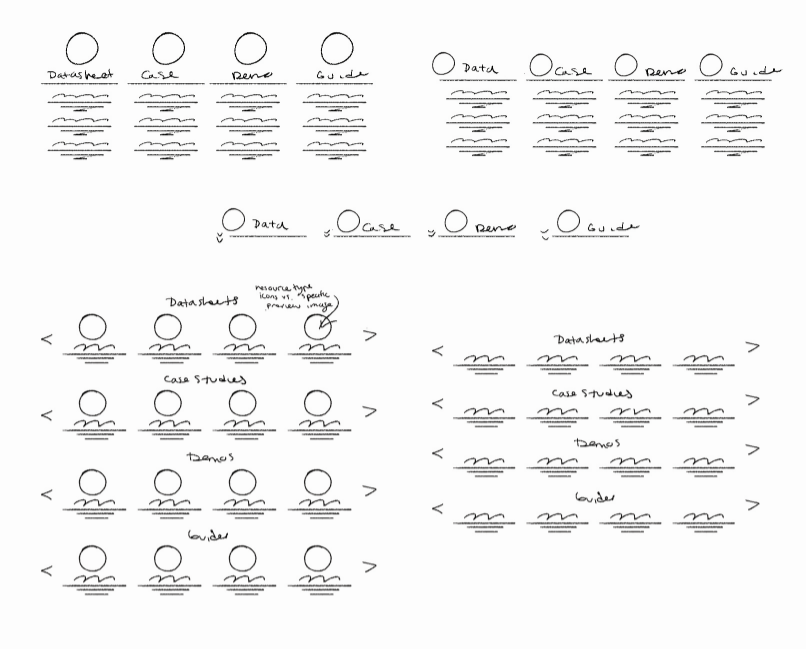 Datasheet Case Demo Guide
Data Case Demo Guide
Data Case Demo Guide
Datasheets
resource type
icons vs. specific
preview image
Case Studies
Demos
Guides
Datasheets
Case Studies
Demos
Guides